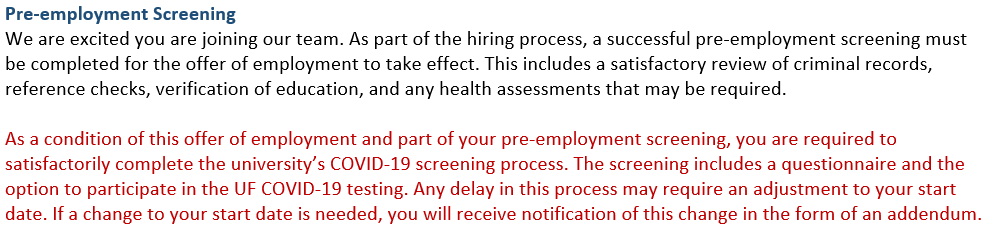 Pre-employment Screening
We are excited you are joining our team. As part of the hiring process, a successful pre-employment screening must
be completed for the offer of employment to take effect. This includes a satisfactory review of criminal records,
reference checks, verification of education, and any health assessments that may be required.
As a condition of this offer of employment and part of your pre-employment screening, you are required to
satisfactorily complete the university’s COVID-19 screening process. The screening includes a questionnaire and the
option to participate in the UF COVID-19 testing. Any delay in this process may require an adjustment to your start
date. If a change to your start date is needed, you will receive notification of this change in the form of an addendum.